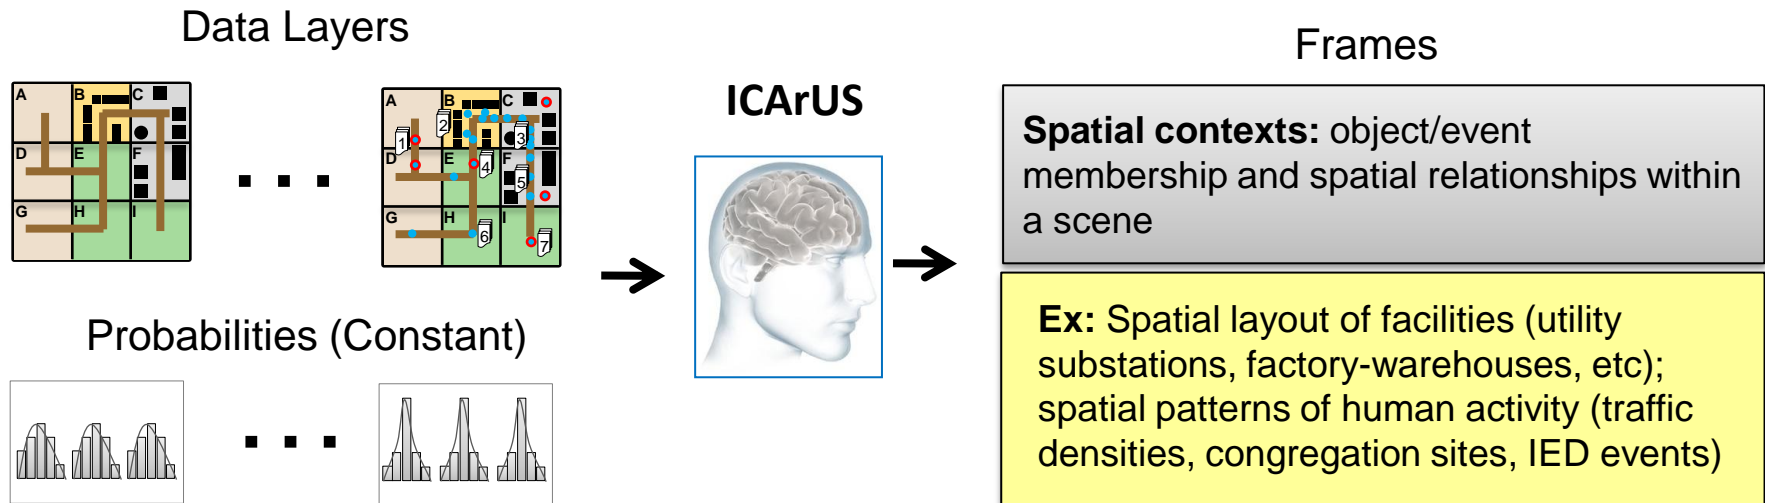 Data Layers
A B C
D E F
G H I
A B C
1 2 3
D E F
4 5
G H I
6 7
Probabilities (Constant)
ICArUS
Frames
Spatial contexts: object/event
membership and spatial relationships within
a scene
Ex: Spatial layout of facilities (utility
substations, factory-warehouses, etc);
spatial patterns of human activity (traffic
densities, congregation sites, IED events)